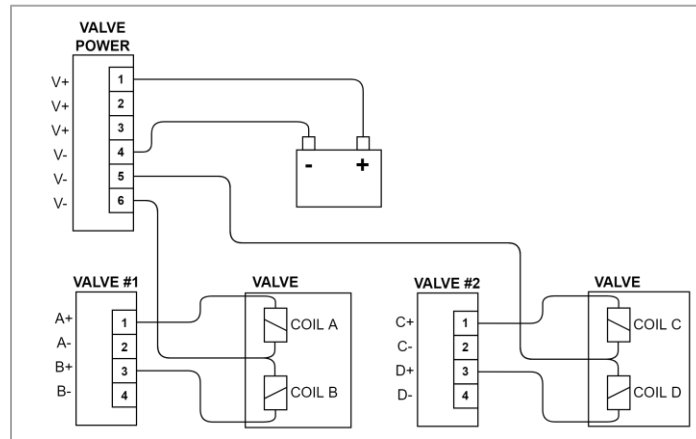 VALVE
POWER
V+ 1
V+ 2
V+ 3
V- 4
V- 5
V- 6
- +
VALVE #1
A+ 1
A- 2
B+ 3
B- 4
VALVE
COIL A
COIL B
VALVE #2
C+ 1
C- 2
D+ 3
D- 4
VALVE
COIL C
COIL D